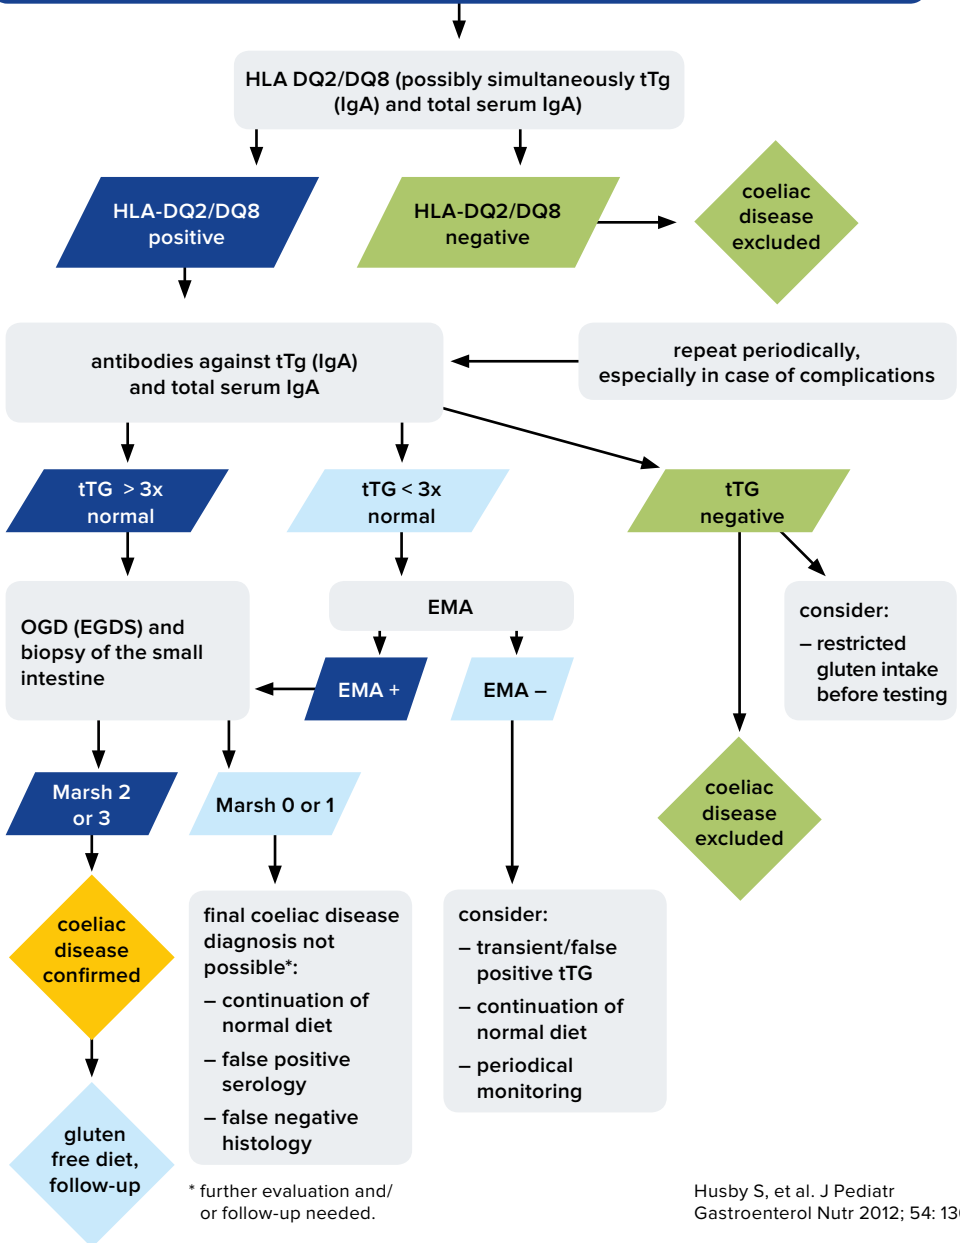 HLA DQ2/DQ8 (possibly simultaneously tTg
(IgA) and total serum IgA)
HLA-DQ2/DQ8
positive
HLA-DQ2/DQ8
negative
coeliac
disease
excluded
antibodies against tTg (IgA)
and total serum IgA
repeat periodically,
especially in case of complications
tTG > 3x
normal
tTG < 3x
normal
tTG
negative
OGD (EGDS) and
biopsy of the small
intestine
EMA
consider:
– restricted
gluten intake
before testing
EMA +
EMA –
Marsh 2
or 3
Marsh 0 or 1
coeliac
disease
excluded
coeliac
disease
confirmed
final coeliac disease
diagnosis not
possible*:
– continuation of
normal diet
– false positive
serology
– false negative
histology
consider:
– transient/false
positive tTG
– continuation of
normal diet
– periodical
monitoring
gluten
free diet,
follow-up
* further evaluation and/
or follow-up needed.
Husby S, et al. J Pediatr
Gastroenterol Nutr 2012; 54: